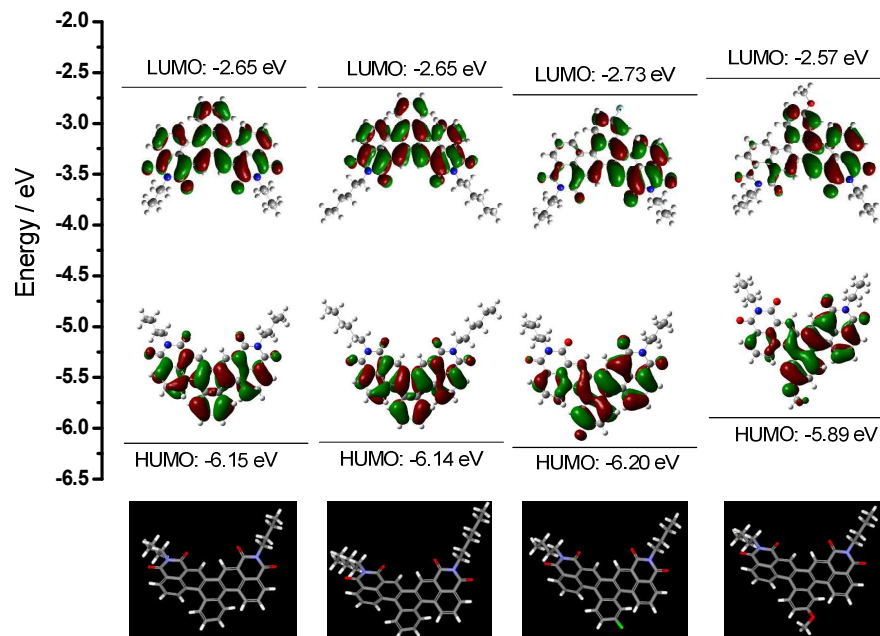 -2.0
-2.5
-3.0
-3.5
-4.0
-4.5
-5.0
-5.5
-6.0
-6.5
Energy / eV
LUMO: -2.65 eV
LUMO: -2.65 eV
LUMO: -2.73 eV
LUMO: -2.57 eV
HUMO: -6.15 eV
HUMO: -6.14 eV
HUMO: -6.20 eV
HUMO: -5.89 eV